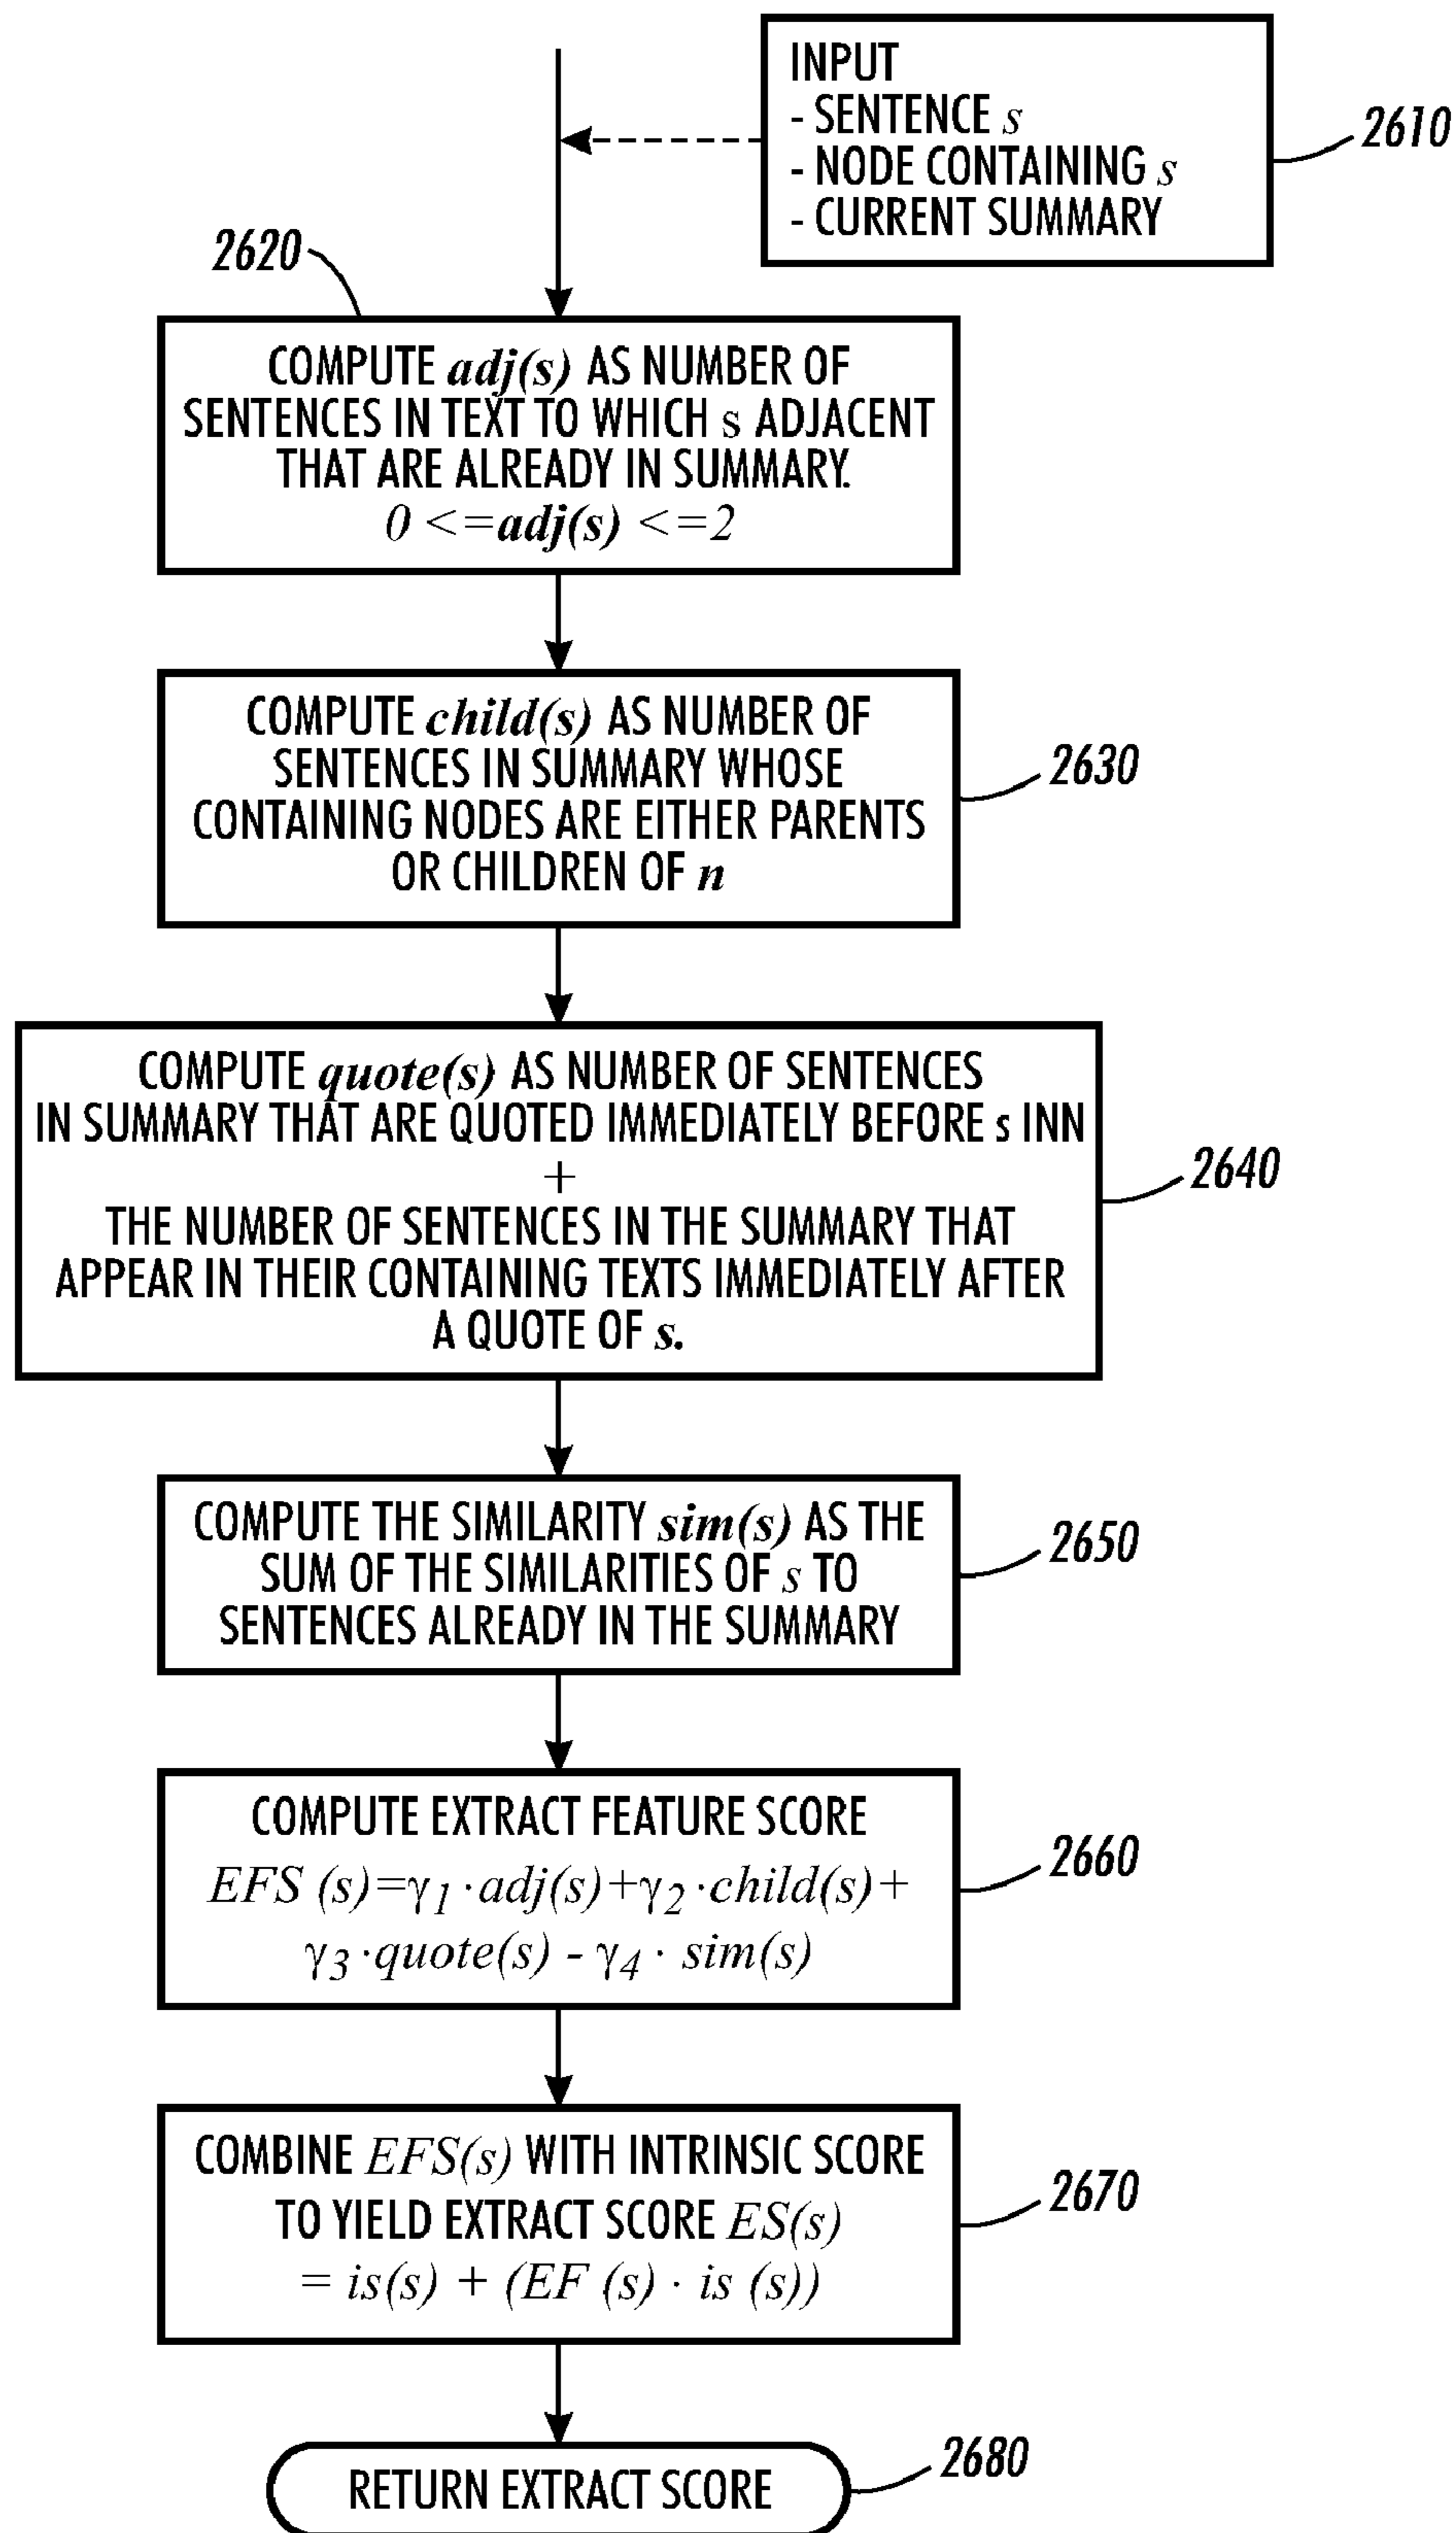 INPUT
- SENTENCE s
- NODE CONTAINING s
- CURRENT SUMMARY
2610
2620
COMPUTE adj(s) AS NUMBER OF
SENTENCES IN TEXT TO WHICH s ADJACENT
THAT ARE ALREADY IN SUMMARY.
0 <=adj(s) <=2
COMPUTE child(s) AS NUMBER OF
SENTENCES IN SUMMARY WHOSE
CONTAINING NODES ARE EITHER PARENTS
OR CHILDREN OF n
2630
COMPUTE quote(s) AS NUMBER OF SENTENCES
IN SUMMARY THAT ARE QUOTED IMMEDIATELY BEFORE s INN
+
THE NUMBER OF SENTENCES IN THE SUMMARY THAT
APPEAR IN THEIR CONTAINING TEXTS IMMEDIATELY AFTER
A QUOTE OF s.
2640
COMPUTE THE SIMILARITY sim(s) AS THE
SUM OF THE SIMILARITIES OF s TO
SENTENCES ALREADY IN THE SUMMARY
2650
COMPUTE EXTRACT FEATURE SCORE
EFS (s)=γ1·adj(s)+γ2·child(s)+
γ3·quote(s) - γ4· sim(s)
2660
COMBINE EFS(s) WITH INTRINSIC SCORE
TO YIELD EXTRACT SCORE ES(s)
= is(s) + (EF (s) · is (s))
2670
RETURN EXTRACT SCORE
2680